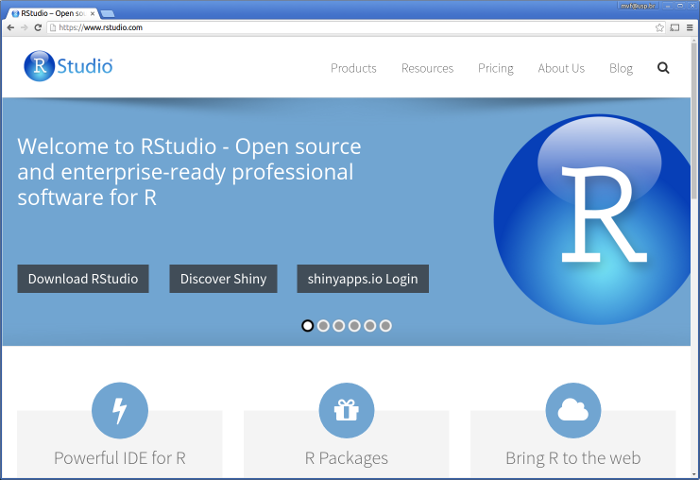 RStudio – Open so
https://www.rstudio.com
R Studio
Products Resources Pricing About Us Blog
Welcome to RStudio - Open source
and enterprise-ready professional
software for R
R
Download RStudio Discover Shiny shinyapps.io Login
Powerful IDE for R R Packages Bring R to the web